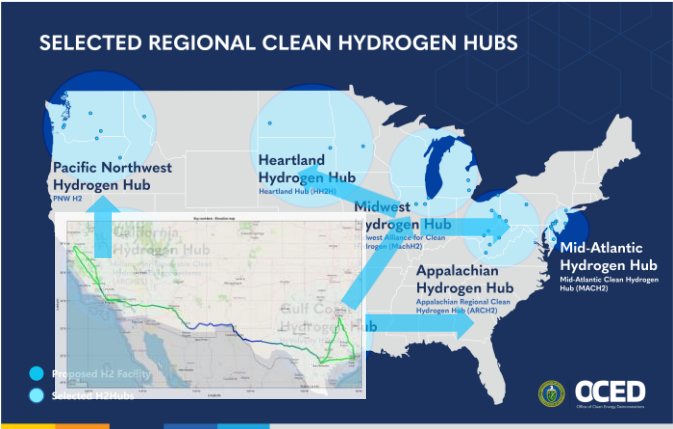 SELECTED REGIONAL CLEAN HYDROGEN HUBS
Pacific Northwest
Hydrogen Hub
PNW H2
Heartland
Hydrogen Hub
Heartland Hub (HH2H)
Midwest
Hydrogen Hub
Midwest Alliance for Clean
Hydrogen (MachH2)
Mid-Atlantic
Hydrogen Hub
Mid-Atlantic Clean Hydrogen
Hub (MACH2)
Appalachian
Hydrogen Hub
Appalachian Regional Clean
Hydrogen Hub (ARCH2)
California
Hydrogen Hub
Gulf Coast
Hydrogen Hub
Proposed H2 Facility
Selected H2Hubs
OCED
Office of Clean Energy Demonstrations